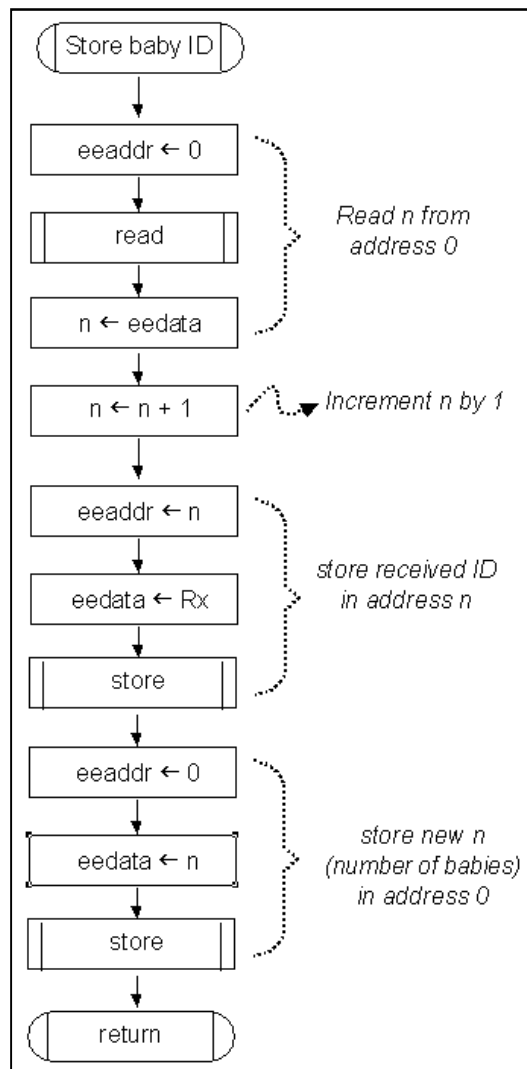 Store baby ID
eeaddr ← 0
read
n ← eedata
Read n from
address 0
n ← n + 1
Increment n by 1
eeaddr ← n
eedata ← Rx
store
store received ID
in address n
eeaddr ← 0
eedata ← n
store
store new n
(number of babies)
in address 0
return